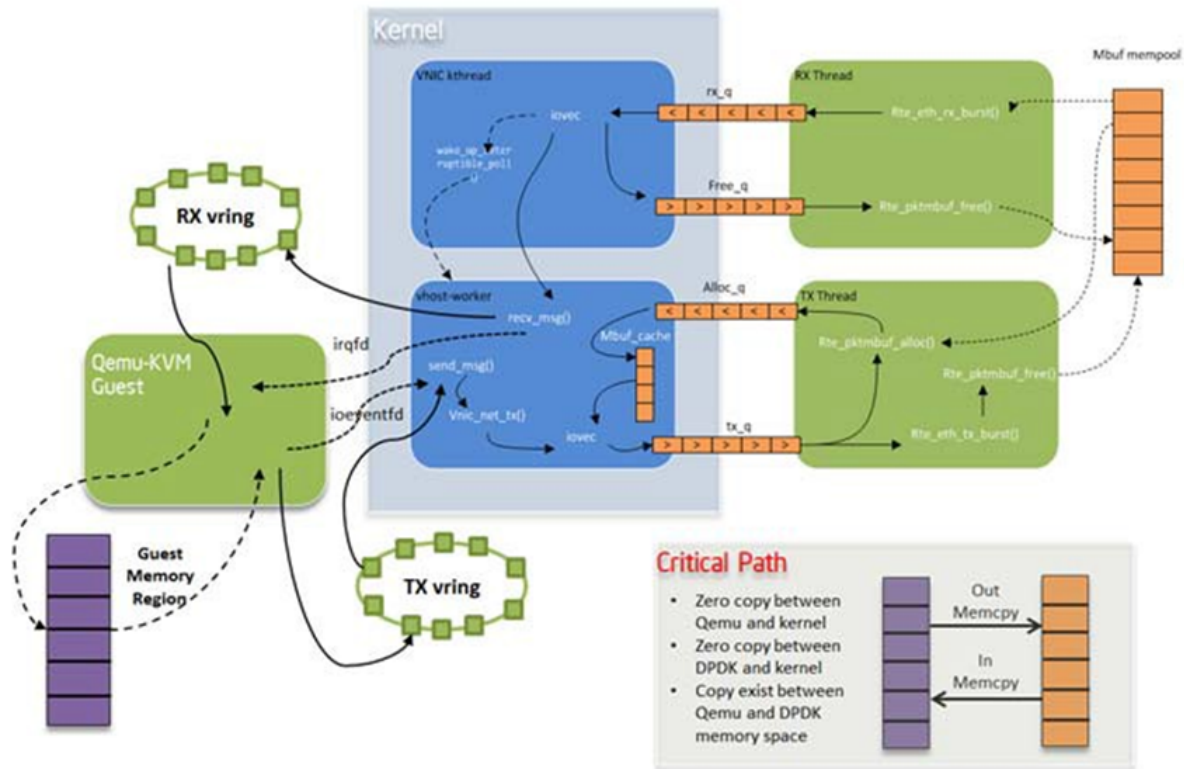 Kernel
VNIC kthread
RX Thread
Mbuf mempool
rx_q
< < < < <
iovec
Rte_eth_rx_burst()
wake_up_inter
ruptible_poll
()
Free_q
> > > > >
Rte_pktmbuf_free()
RX vring
vhost-worker
Alloc_q
TX Thread
< < < < <
recv_msg()
Mbuf_cache
Rte_pktmbuf_alloc()
Qemu-KVM
Guest
irqfd
send_msg()
Rte_pktmbuf_free()
ioeventfd
Vnic_net_tx()
iovec
tx_q
> > > > >
Rte_eth_tx_burst()
Guest
Memory
Region
TX vring
Critical Path
• Zero copy between
Qemu and kernel
• Zero copy between
DPDK and kernel
• Copy exist between
Qemu and DPDK
memory space
Out
Memcpy
In
Memcpy